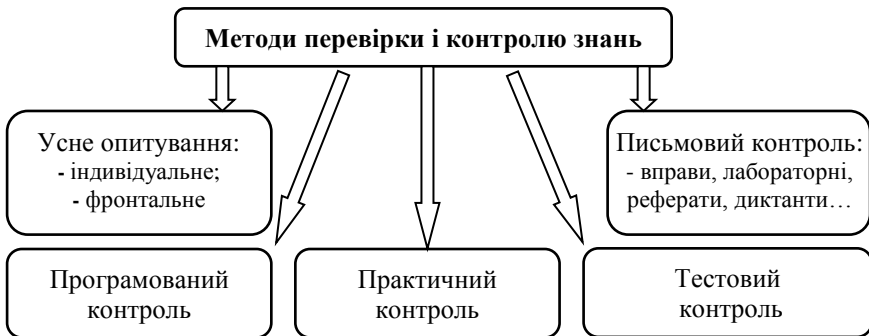 Методи перевірки і контролю знань
Усне опитування:
- індивідуальне;
- фронтальне
Письмовий контроль:
- вправи, лабораторні,
реферати, диктанти…
Програмований
контроль
Практичний
контроль
Тестовий
контроль